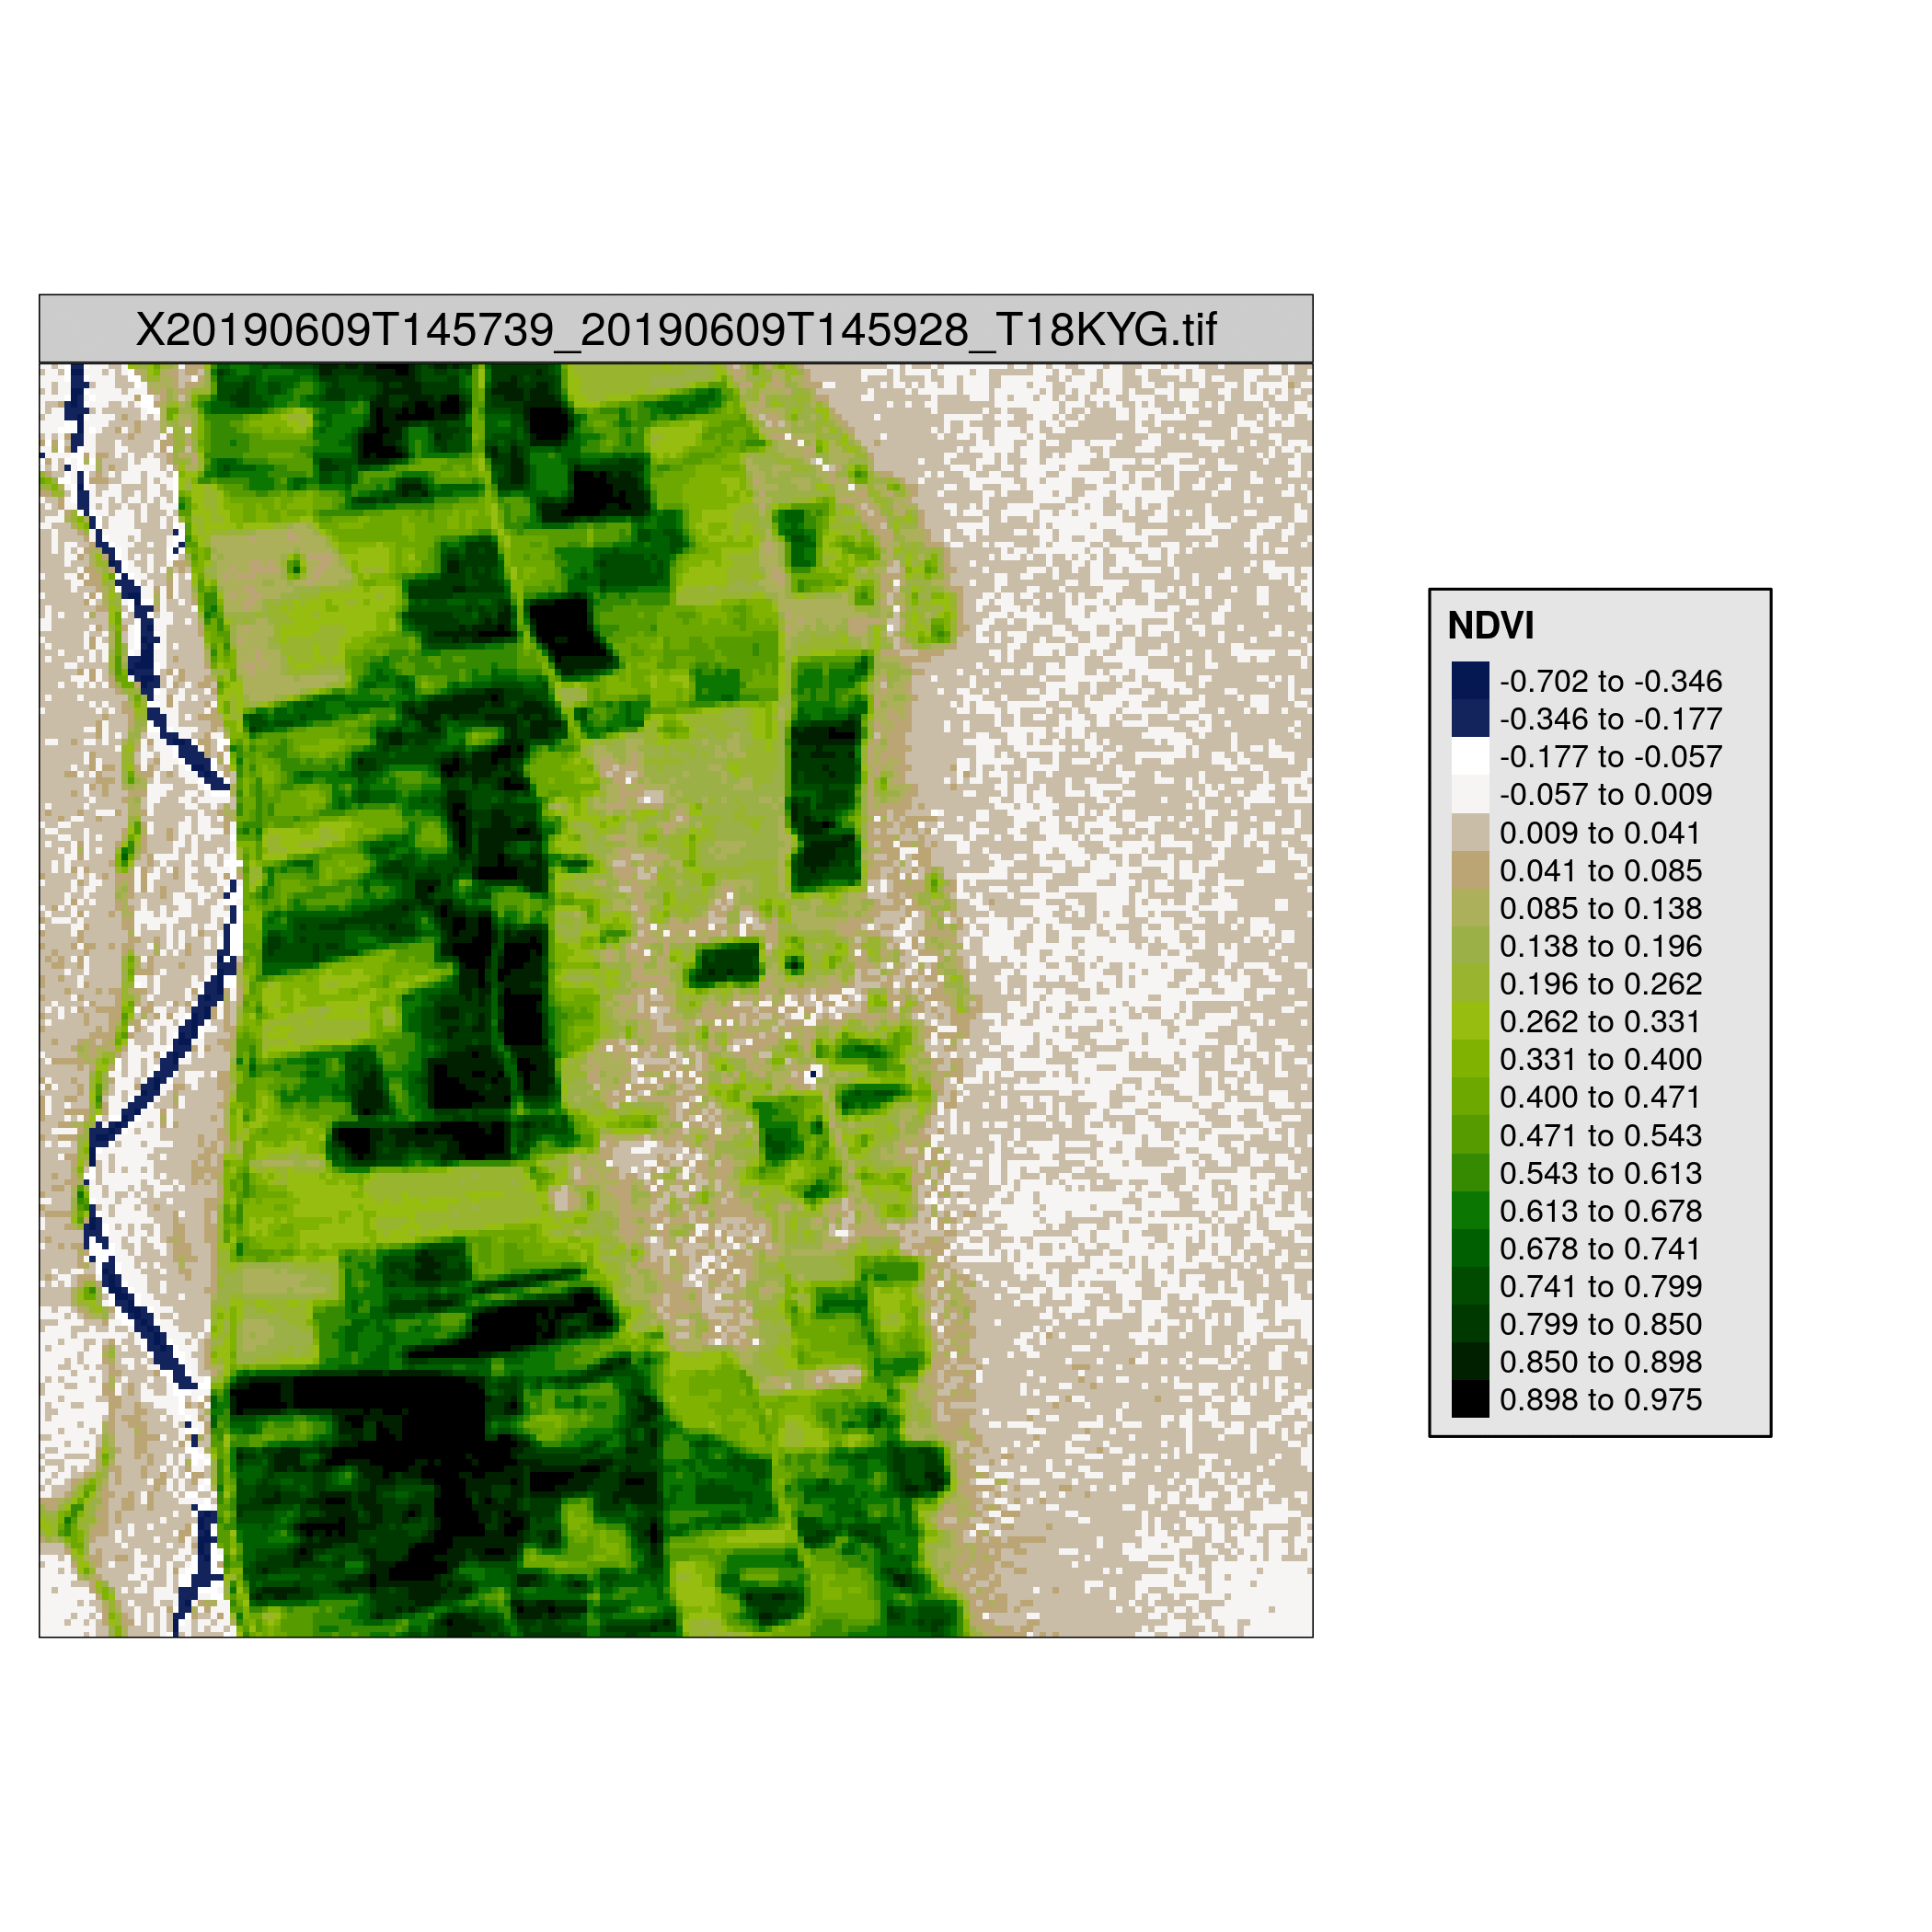 X20190609T145739_20190609T145928_T18KYG.tif
NDVI
-0.702 to -0.346
-0.346 to -0.177
-0.177 to -0.057
-0.057 to 0.009
0.009 to 0.041
0.041 to 0.085
0.085 to 0.138
0.138 to 0.196
0.196 to 0.262
0.262 to 0.331
0.331 to 0.400
0.400 to 0.471
0.471 to 0.543
0.543 to 0.613
0.613 to 0.678
0.678 to 0.741
0.741 to 0.799
0.799 to 0.850
0.850 to 0.898
0.898 to 0.975